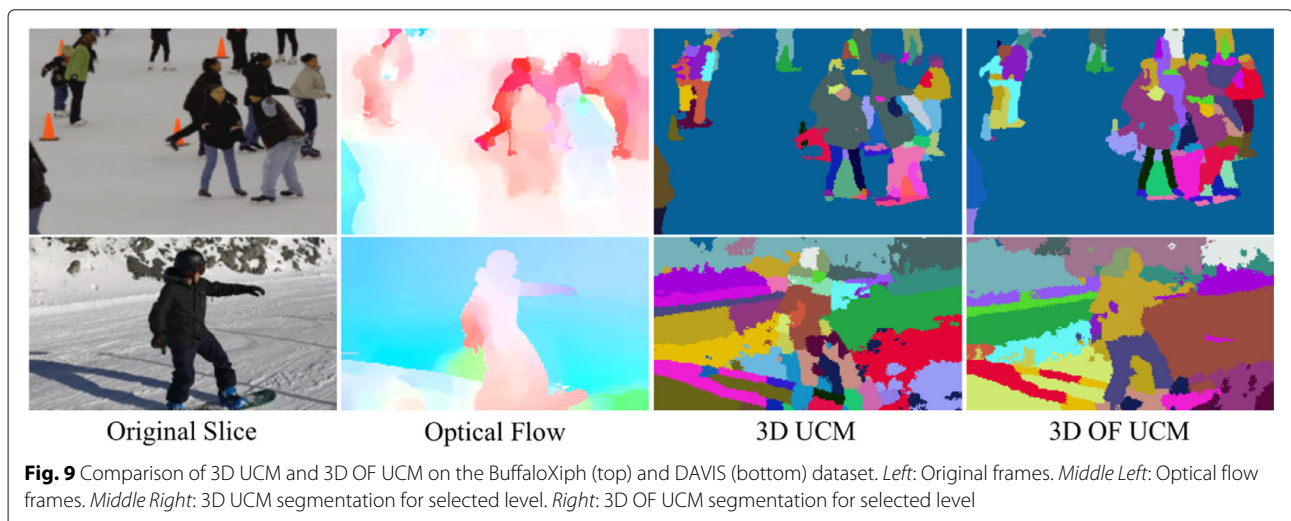 Original Slice
Optical Flow
3D UCM
3D OF UCM
Fig. 9 Comparison of 3D UCM and 3D OF UCM on the BuffaloXiph (top) and DAVIS (bottom) dataset. Left: Original frames. Middle Left: Optical flow
frames. Middle Right: 3D UCM segmentation for selected level. Right: 3D OF UCM segmentation for selected level